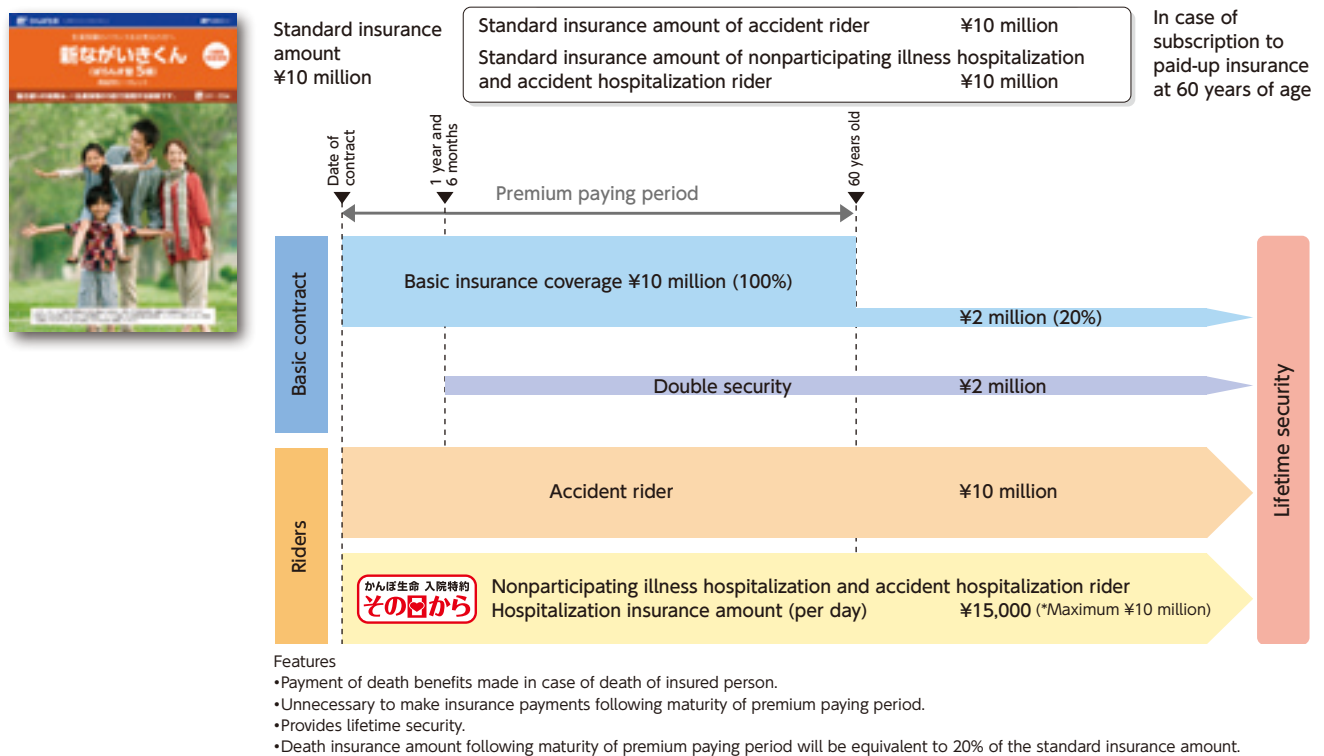 新ながいきくん
Standard insurance
amount
¥10 million
Standard insurance amount of accident rider ¥10 million
Standard insurance amount of nonparticipating illness hospitalization
and accident hospitalization rider ¥10 million
In case of
subscription to
paid-up insurance
at 60 years of age
Date of
contract
1 year and
6 months
60 years old
Premium paying period
Basic contract
Basic insurance coverage ¥10 million (100%)
¥2 million (20%)
Double security ¥2 million
Riders
Accident rider ¥10 million
かんぽ生命 入院特約
その日から
Nonparticipating illness hospitalization and accident hospitalization rider
Hospitalization insurance amount (per day) ¥15,000 (*Maximum ¥10 million)
Lifetime security
Features
•Payment of death benefits made in case of death of insured person.
•Unnecessary to make insurance payments following maturity of premium paying period.
•Provides lifetime security.
•Death insurance amount following maturity of premium paying period will be equivalent to 20% of the standard insurance amount.